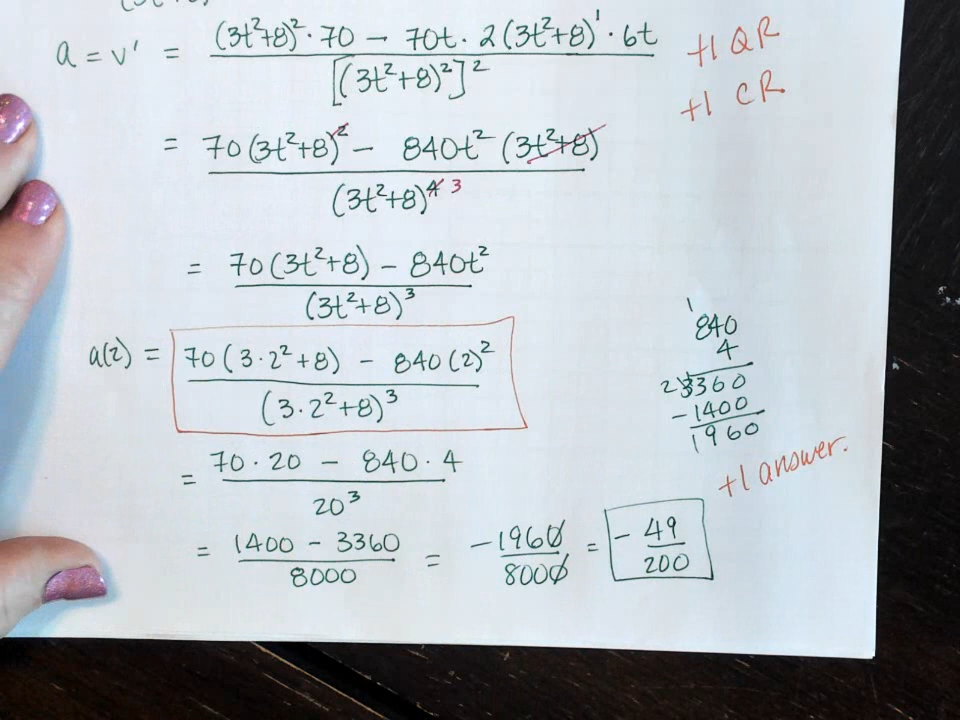 a = v' = (3t²+8)²·70 − 70t·2(3t²+8)¹·6t / [(3t²+8)²]²
+1 QR
+1 CR
= 70(3t²+8)² − 840t²(3t²+8) / (3t²+8)⁴ 3
= 70(3t²+8) − 840t² / (3t²+8)³
a(2) = 70(3·2²+8) − 840(2)² / (3·2²+8)³
= 70·20 − 840·4 / 20³
= 1400 − 3360 / 8000 = −1960 / 8000 = − 49 / 200
1
840
4
3360
−1400
1960
+1 answer.